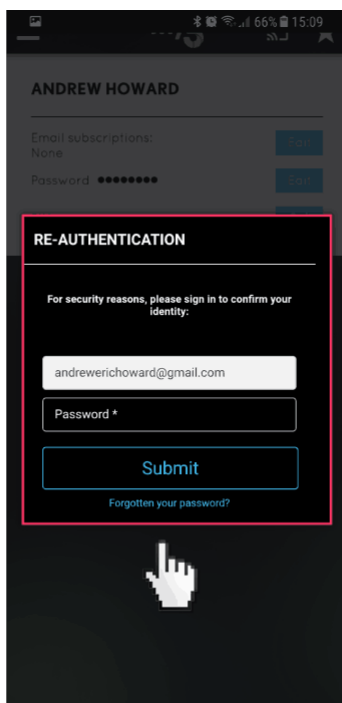 66% 15:09
my5
ANDREW HOWARD
Email subscriptions:
None
Edit
Password ●●●●●●●●
Edit
RE-AUTHENTICATION
For security reasons, please sign in to confirm your
identity:
andrewerichoward@gmail.com
Password *
Submit
Forgotten your password?